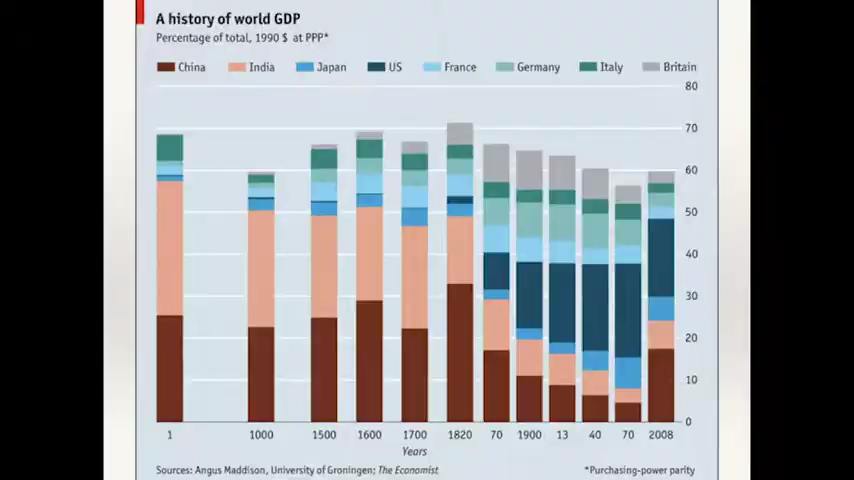 A history of world GDP
Percentage of total, 1990 $ at PPP*
China India Japan US France Germany Italy Britain
80
70
60
50
40
30
20
10
0
1 1000 1500 1600 1700 1820 70 1900 13 40 70 2008
Years
Sources: Angus Maddison, University of Groningen; The Economist *Purchasing-power parity